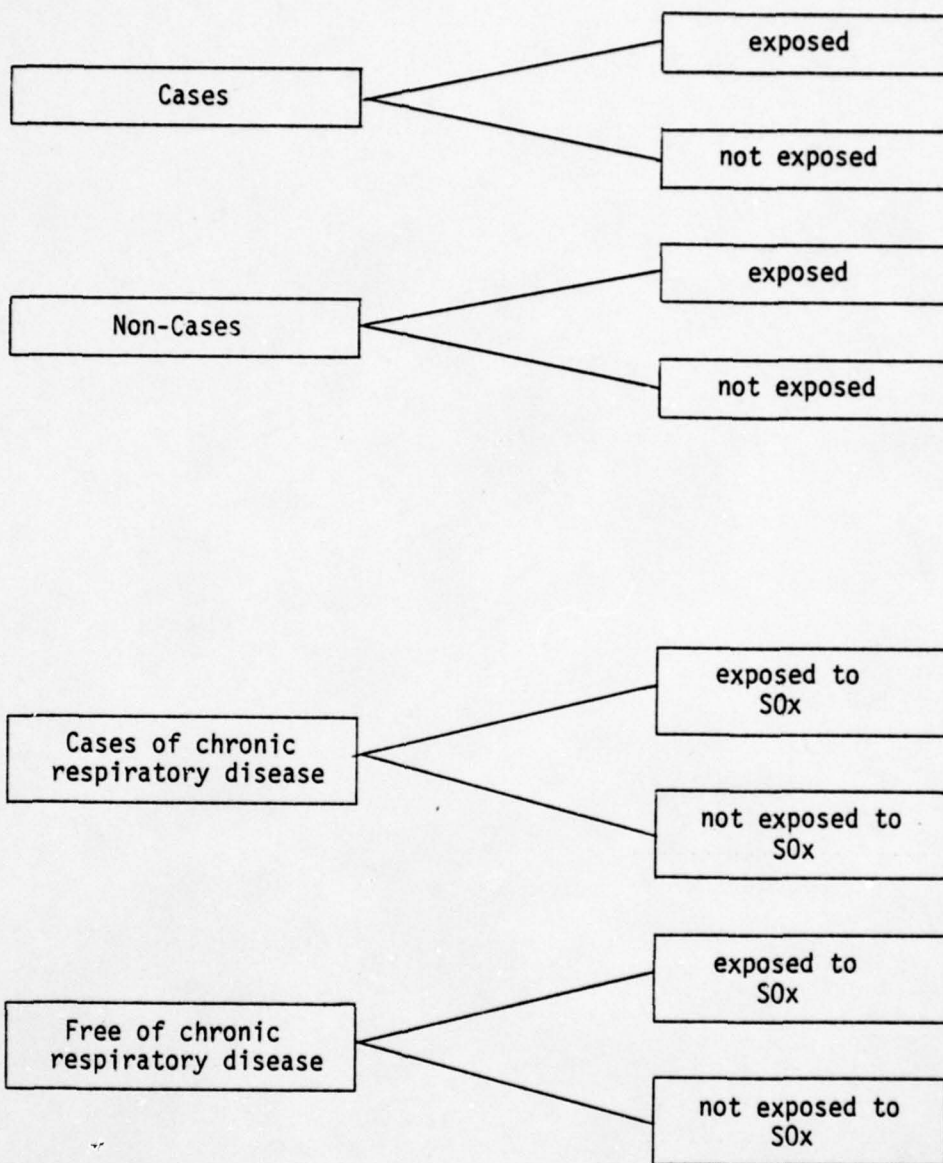 exposed
Cases
not exposed
exposed
Non-Cases
not exposed
exposed to
SOx
Cases of chronic
respiratory disease
not exposed to
SOx
exposed to
SOx
Free of chronic
respiratory disease
not exposed to
SOx